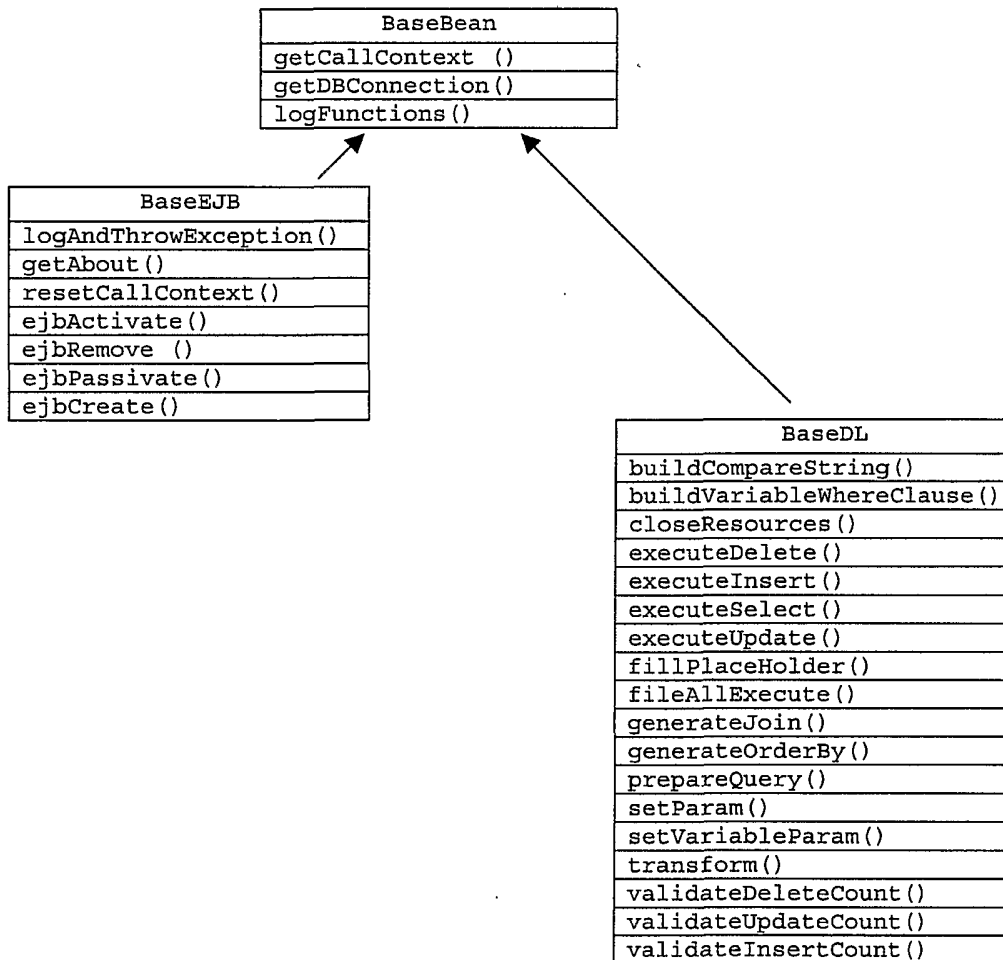 BaseBean
getCallContext ()
getDBConnection()
logFunctions()
BaseEJB
logAndThrowException()
getAbout()
resetCallContext()
ejbActivate()
ejbRemove ()
ejbPassivate()
ejbCreate()
BaseDL
buildCompareString()
buildVariableWhereClause()
closeResources()
executeDelete()
executeInsert()
executeSelect()
executeUpdate()
fillPlaceHolder()
fileAllExecute()
generateJoin()
generateOrderBy()
prepareQuery()
setParam()
setVariableParam()
transform()
validateDeleteCount()
validateUpdateCount()
validateInsertCount()